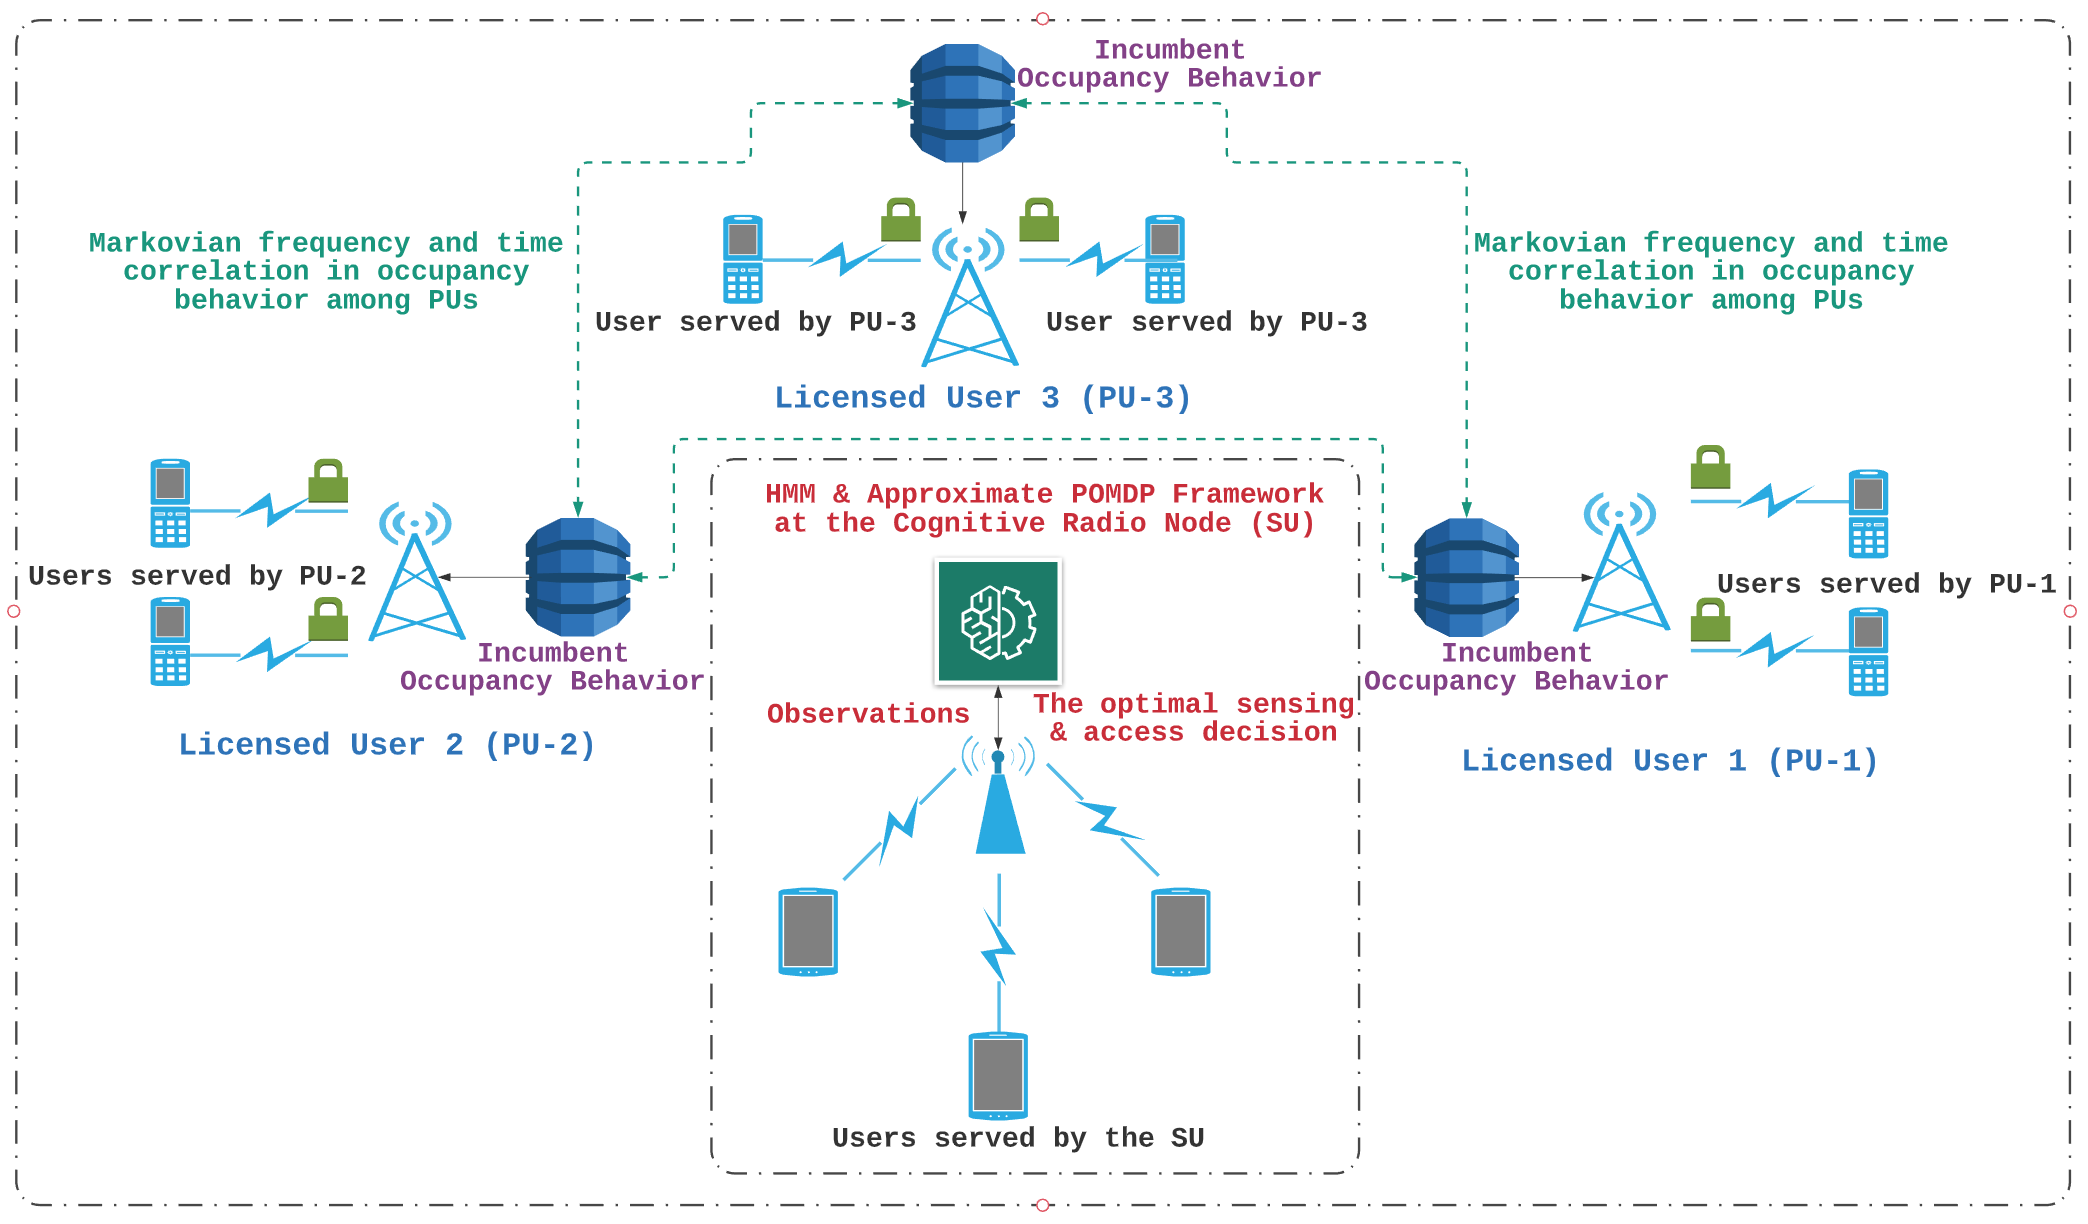 Incumbent
Occupancy Behavior
Markovian frequency and time
correlation in occupancy
behavior among PUs
Markovian frequency and time
correlation in occupancy
behavior among PUs
User served by PU-3
User served by PU-3
Licensed User 3 (PU-3)
HMM & Approximate POMDP Framework
at the Cognitive Radio Node (SU)
Users served by PU-2
Users served by PU-1
Incumbent
Occupancy Behavior
Incumbent
Occupancy Behavior
Observations
The optimal sensing
& access decision
Licensed User 2 (PU-2)
Licensed User 1 (PU-1)
Users served by the SU